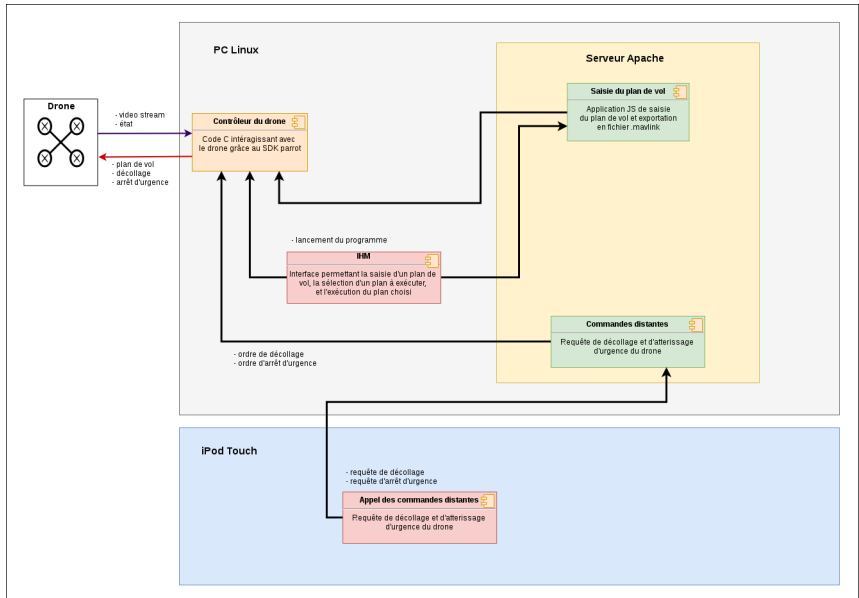 PC Linux
Serveur Apache
Drone
- video stream
- état
- plan de vol
- décollage
- arrêt d'urgence
Contrôleur du drone
Code C intéragissant avec
le drone grâce au SDK parrot
Saisie du plan de vol
Application JS de saisie
du plan de vol et exportation
en fichier .mavlink
- lancement du programme
IHM
Interface permettant la saisie d'un plan de
vol, la sélection d'un plan à exécuter,
et l'exécution du plan choisi
Commandes distantes
Requête de décollage et d'atterissage
d'urgence du drone
- ordre de décollage
- ordre d'arrêt d'urgence
iPod Touch
- requête de décollage
- requête d'arrêt d'urgence
Appel des commandes distantes
Requête de décollage et d'atterissage
d'urgence du drone